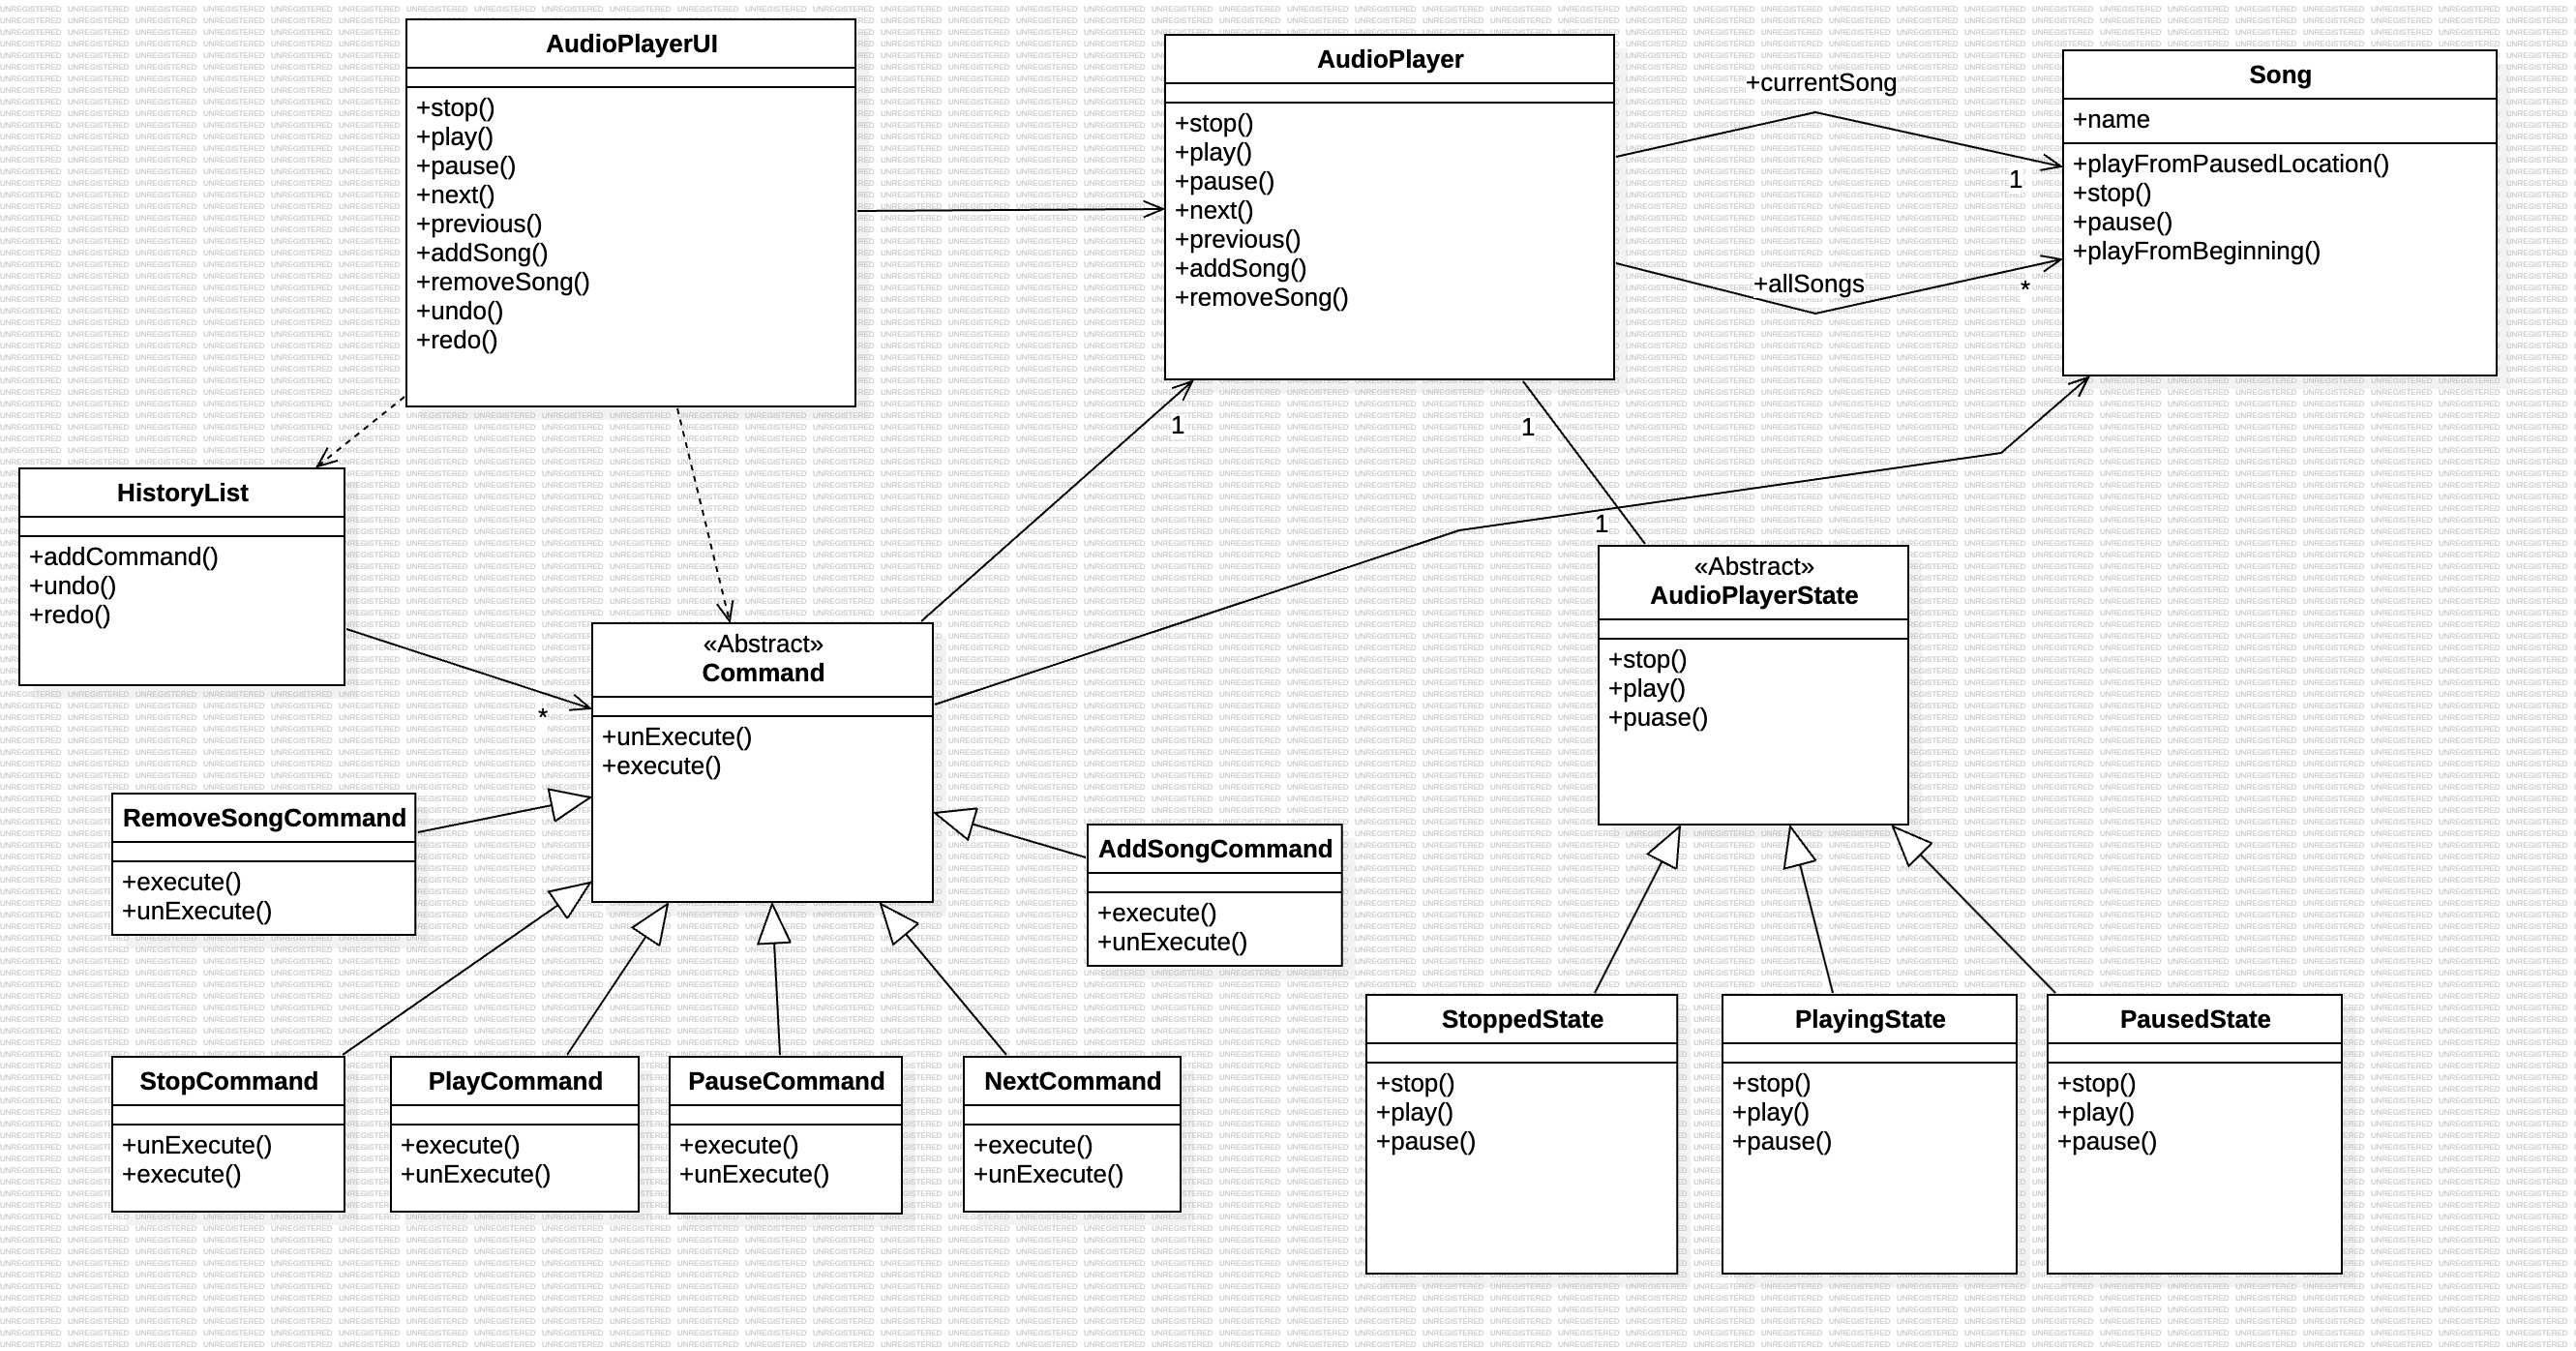 AudioPlayerUI
+stop()
+play()
+pause()
+next()
+previous()
+addSong()
+removeSong()
+undo()
+redo()
AudioPlayer
+stop()
+play()
+pause()
+next()
+previous()
+addSong()
+removeSong()
+currentSong
1
+allSongs
*
Song
+name
+playFromPausedLocation()
+stop()
+pause()
+playFromBeginning()
1
1
1
HistoryList
+addCommand()
+undo()
+redo()
*
«Abstract»
Command
+unExecute()
+execute()
«Abstract»
AudioPlayerState
+stop()
+play()
+puase()
RemoveSongCommand
+execute()
+unExecute()
AddSongCommand
+execute()
+unExecute()
StopCommand
+unExecute()
+execute()
PlayCommand
+execute()
+unExecute()
PauseCommand
+execute()
+unExecute()
NextCommand
+execute()
+unExecute()
StoppedState
+stop()
+play()
+pause()
PlayingState
+stop()
+play()
+pause()
PausedState
+stop()
+play()
+pause()
UNREGISTERED